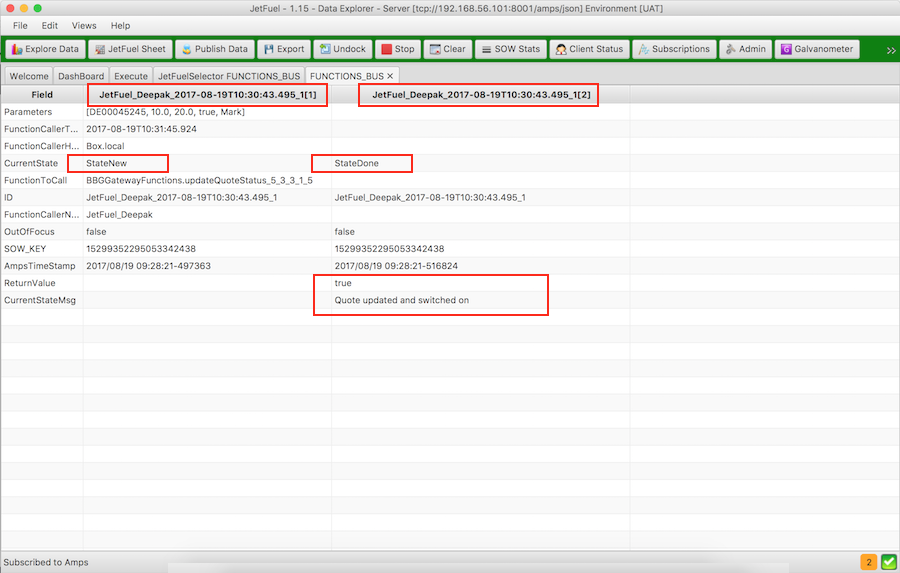 JetFuel - 1.15 - Data Explorer - Server [tcp://192.168.56.101:8001/amps/json] Environment [UAT]
File Edit Views Help
Explore Data JetFuel Sheet Publish Data Export Undock Stop Clear SOW Stats Client Status Subscriptions Admin Galvanometer >>
Welcome DashBoard Execute JetFuelSelector FUNCTIONS_BUS FUNCTIONS_BUS ✕
Field JetFuel_Deepak_2017-08-19T10:30:43.495_1[1] JetFuel_Deepak_2017-08-19T10:30:43.495_1[2]
Parameters [DE00045245, 10.0, 20.0, true, Mark]
FunctionCallerT... 2017-08-19T10:31:45.924
FunctionCallerH... Box.local
CurrentState StateNew StateDone
FunctionToCall BBGGatewayFunctions.updateQuoteStatus_5_3_3_1_5
ID JetFuel_Deepak_2017-08-19T10:30:43.495_1 JetFuel_Deepak_2017-08-19T10:30:43.495_1
FunctionCallerN... JetFuel_Deepak
OutOfFocus false false
SOW_KEY 15299352295053342438 15299352295053342438
AmpsTimeStamp 2017/08/19 09:28:21-497363 2017/08/19 09:28:21-516824
ReturnValue true
CurrentStateMsg Quote updated and switched on
Subscribed to Amps 2